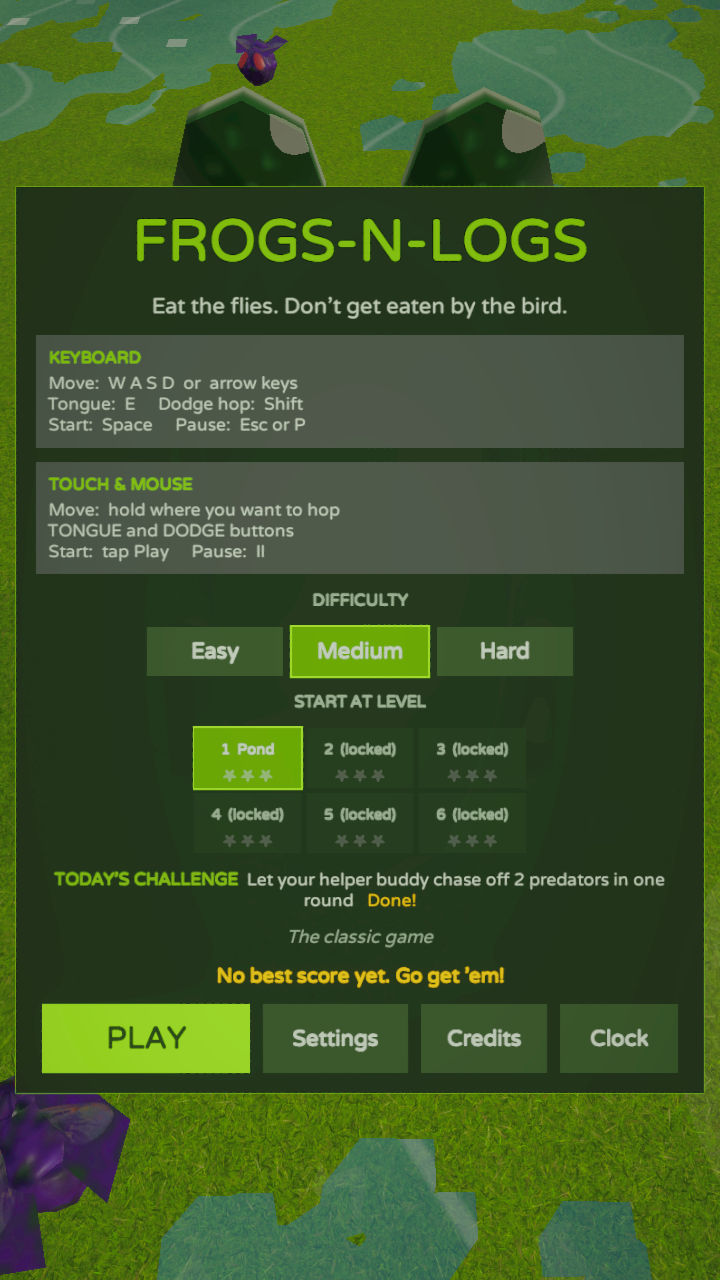 FROGS-N-LOGS
Eat the flies. Don't get eaten by the bird.
KEYBOARD
Move: W A S D or arrow keys
Tongue: E Dodge hop: Shift
Start: Space Pause: Esc or P
TOUCH & MOUSE
Move: hold where you want to hop
TONGUE and DODGE buttons
Start: tap Play Pause: II
DIFFICULTY
Easy Medium Hard
START AT LEVEL
1 Pond 2 (locked) 3 (locked)
4 (locked) 5 (locked) 6 (locked)
TODAY'S CHALLENGE Let your helper buddy chase off 2 predators in one
round Done!
The classic game
No best score yet. Go get 'em!
PLAY Settings Credits Clock